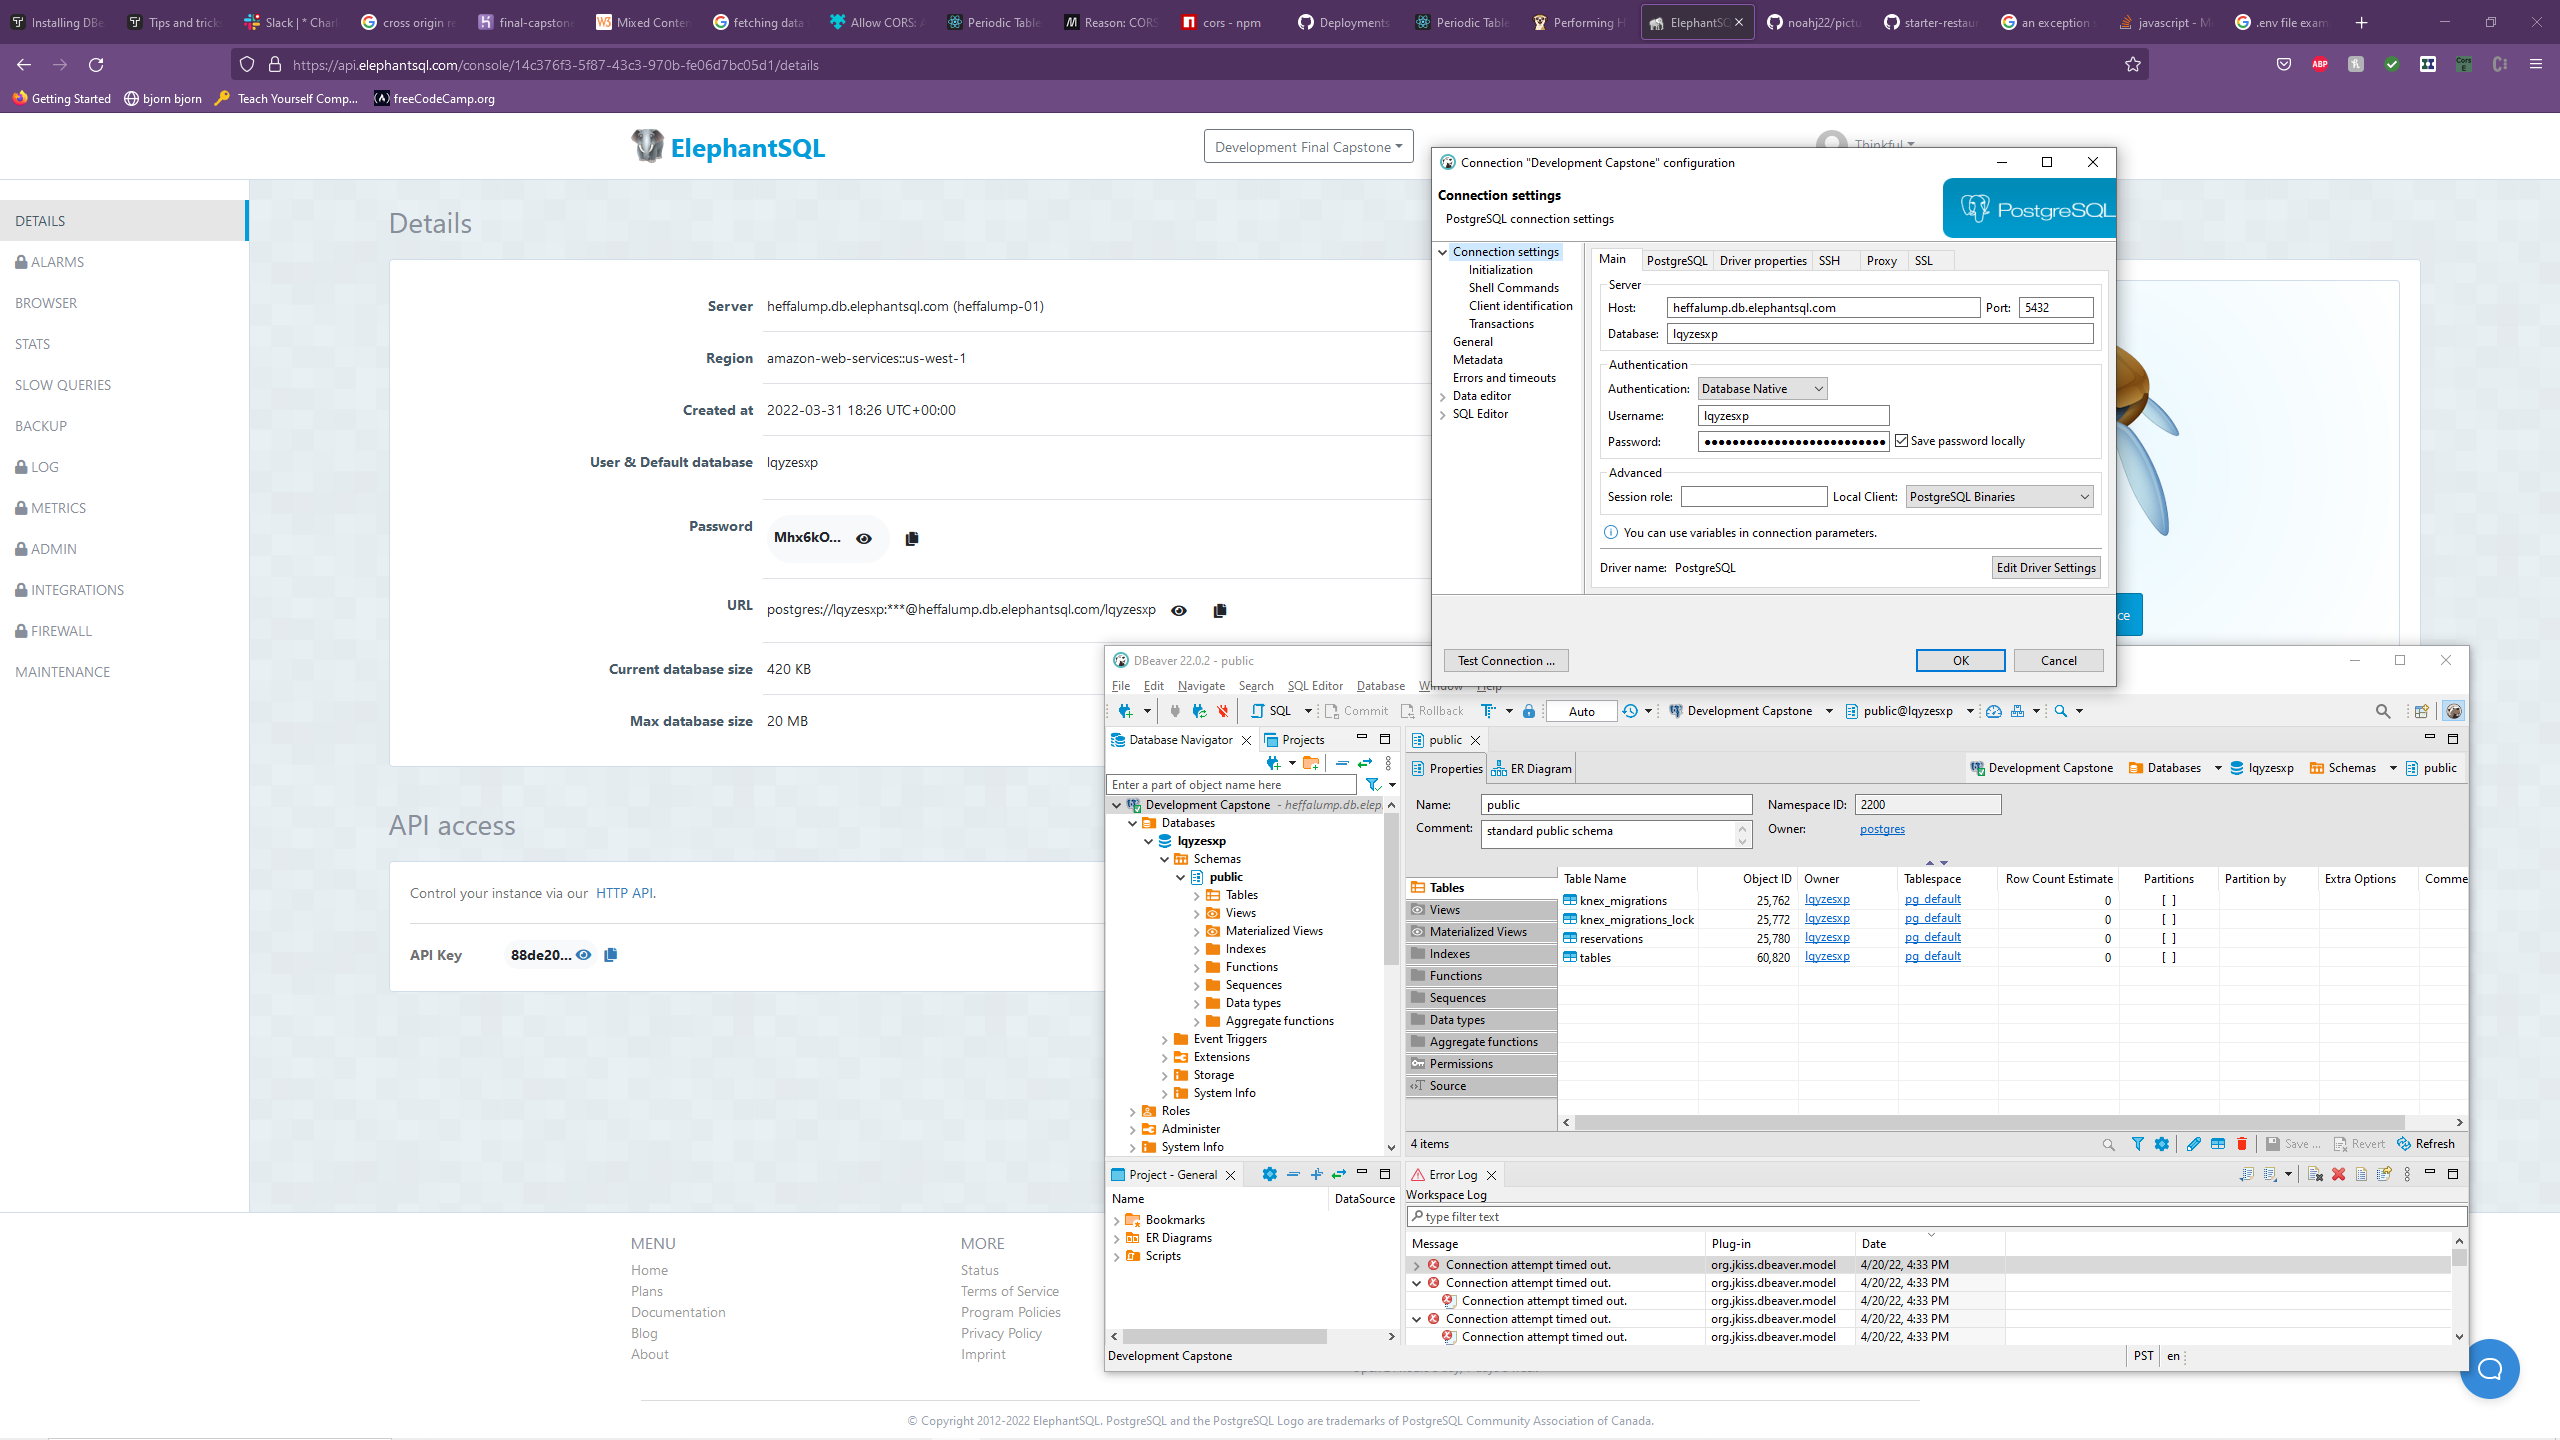 Installing DBe
Tips and tricks
Slack | * Charl
cross origin re
final-capstone
Mixed Conten
fetching data
Allow CORS: A
Periodic Table
Reason: CORS
cors - npm
Deployments
Periodic Table
Performing H
ElephantSQ
noahj22/pictu
starter-restau
an exception
javascript - M
.env file exam
https://api.elephantsql.com/console/14c376f3-5f87-43c3-970b-fe06d7bc05d1/details
Getting Started
bjorn bjorn
Teach Yourself Comp...
freeCodeCamp.org
ElephantSQL
Development Final Capstone
Thinkful
DETAILS
ALARMS
BROWSER
STATS
SLOW QUERIES
BACKUP
LOG
METRICS
ADMIN
INTEGRATIONS
FIREWALL
MAINTENANCE
Details
Server heffalump.db.elephantsql.com (heffalump-01)
Region amazon-web-services::us-west-1
Created at 2022-03-31 18:26 UTC+00:00
User & Default database lqyzesxp
Password Mhx6kO...
URL postgres://lqyzesxp:***@heffalump.db.elephantsql.com/lqyzesxp
Current database size 420 KB
Max database size 20 MB
API access
Control your instance via our HTTP API.
API Key 88de20...
MENU
Home
Plans
Documentation
Blog
About
MORE
Status
Terms of Service
Program Policies
Privacy Policy
Imprint
© Copyright 2012-2022 ElephantSQL. PostgreSQL and the PostgreSQL Logo are trademarks of PostgreSQL Community Association of Canada.
Connection "Development Capstone" configuration
Connection settings
PostgreSQL connection settings
PostgreSQL
Connection settings
Initialization
Shell Commands
Client identification
Transactions
General
Metadata
Errors and timeouts
Data editor
SQL Editor
Main PostgreSQL Driver properties SSH Proxy SSL
Server
Host: heffalump.db.elephantsql.com Port: 5432
Database: lqyzesxp
Authentication
Authentication: Database Native
Username: lqyzesxp
Password: Save password locally
Advanced
Session role: Local Client: PostgreSQL Binaries
You can use variables in connection parameters.
Driver name: PostgreSQL Edit Driver Settings
Test Connection ... OK Cancel
ce
DBeaver 22.0.2 - public
File Edit Navigate Search SQL Editor Database Window Help
SQL Commit Rollback Auto Development Capstone public@lqyzesxp
Database Navigator Projects
Enter a part of object name here
Development Capstone - heffalump.db.elep
Databases
lqyzesxp
Schemas
public
Tables
Views
Materialized Views
Indexes
Functions
Sequences
Data types
Aggregate functions
Event Triggers
Extensions
Storage
System Info
Roles
Administer
System Info
public
Properties ER Diagram Development Capstone Databases lqyzesxp Schemas public
Name: public Namespace ID: 2200
Comment: standard public schema Owner: postgres
Tables
Views
Materialized Views
Indexes
Functions
Sequences
Data types
Aggregate functions
Permissions
Source
Table Name Object ID Owner Tablespace Row Count Estimate Partitions Partition by Extra Options Comme
knex_migrations 25,762 lqyzesxp pg_default 0 [ ]
knex_migrations_lock 25,772 lqyzesxp pg_default 0 [ ]
reservations 25,780 lqyzesxp pg_default 0 [ ]
tables 60,820 lqyzesxp pg_default 0 [ ]
4 items Save ... Revert Refresh
Project - General
Name DataSource
Bookmarks
ER Diagrams
Scripts
Error Log
Workspace Log
type filter text
Message Plug-in Date
Connection attempt timed out. org.jkiss.dbeaver.model 4/20/22, 4:33 PM
Connection attempt timed out. org.jkiss.dbeaver.model 4/20/22, 4:33 PM
Connection attempt timed out. org.jkiss.dbeaver.model 4/20/22, 4:33 PM
Connection attempt timed out. org.jkiss.dbeaver.model 4/20/22, 4:33 PM
Connection attempt timed out. org.jkiss.dbeaver.model 4/20/22, 4:33 PM
Development Capstone PST en